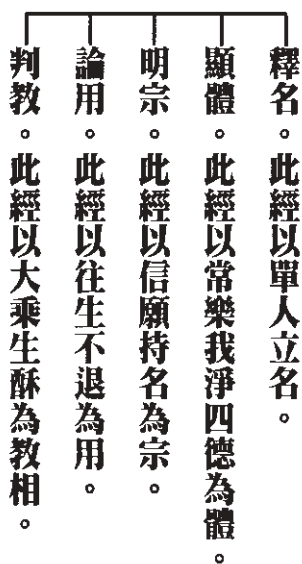 釋名。此經以單人立名。
顯體。此經以常樂我淨四德為體。
明宗。此經以信願持名為宗。
論用。此經以往生不退為用。
判教。此經以大乘生酥為教相。